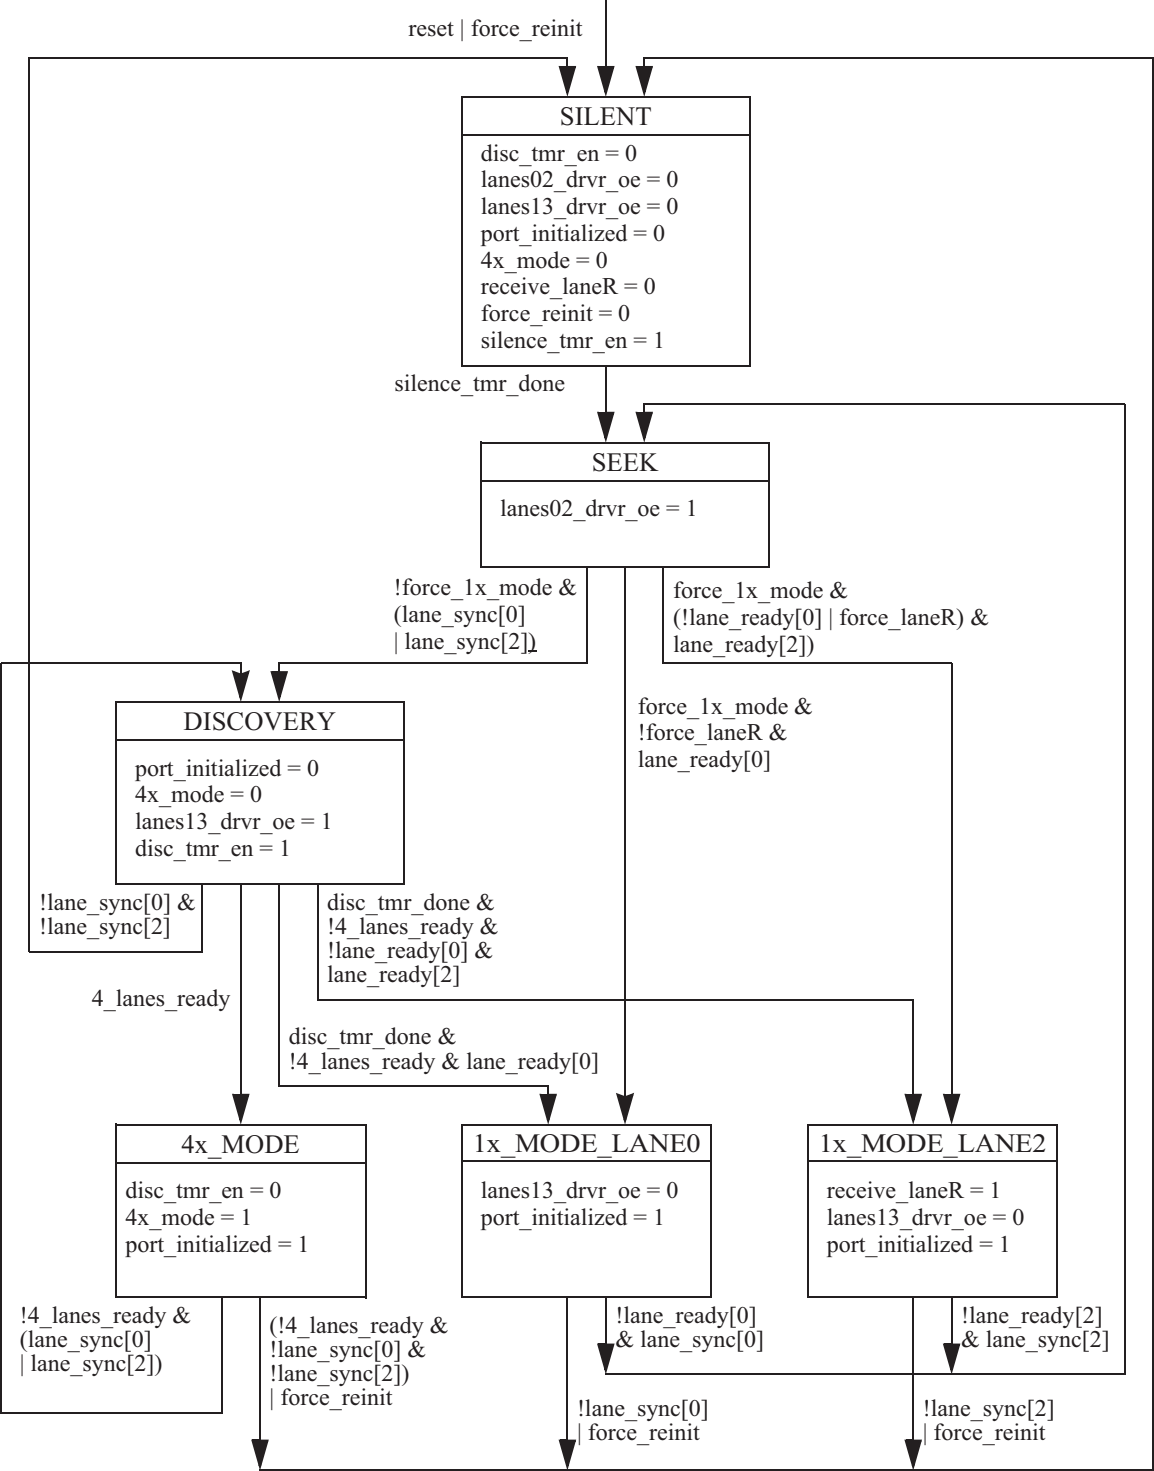 reset | force_reinit
SILENT
disc_tmr_en = 0
lanes02_drvr_oe = 0
lanes13_drvr_oe = 0
port_initialized = 0
4x_mode = 0
receive_laneR = 0
force_reinit = 0
silence_tmr_en = 1
silence_tmr_done
SEEK
lanes02_drvr_oe = 1
!force_1x_mode &
(lane_sync[0]
| lane_sync[2])
force_1x_mode &
(!lane_ready[0] | force_laneR) &
lane_ready[2])
force_1x_mode &
!force_laneR &
lane_ready[0]
DISCOVERY
port_initialized = 0
4x_mode = 0
lanes13_drvr_oe = 1
disc_tmr_en = 1
!lane_sync[0] &
!lane_sync[2]
disc_tmr_done &
!4_lanes_ready &
!lane_ready[0] &
lane_ready[2]
4_lanes_ready
disc_tmr_done &
!4_lanes_ready & lane_ready[0]
4x_MODE
disc_tmr_en = 0
4x_mode = 1
port_initialized = 1
1x_MODE_LANE0
lanes13_drvr_oe = 0
port_initialized = 1
1x_MODE_LANE2
receive_laneR = 1
lanes13_drvr_oe = 0
port_initialized = 1
!4_lanes_ready &
(lane_sync[0]
| lane_sync[2])
(!4_lanes_ready &
!lane_sync[0] &
!lane_sync[2])
| force_reinit
!lane_ready[0]
& lane_sync[0]
!lane_ready[2]
& lane_sync[2]
!lane_sync[0]
| force_reinit
!lane_sync[2]
| force_reinit